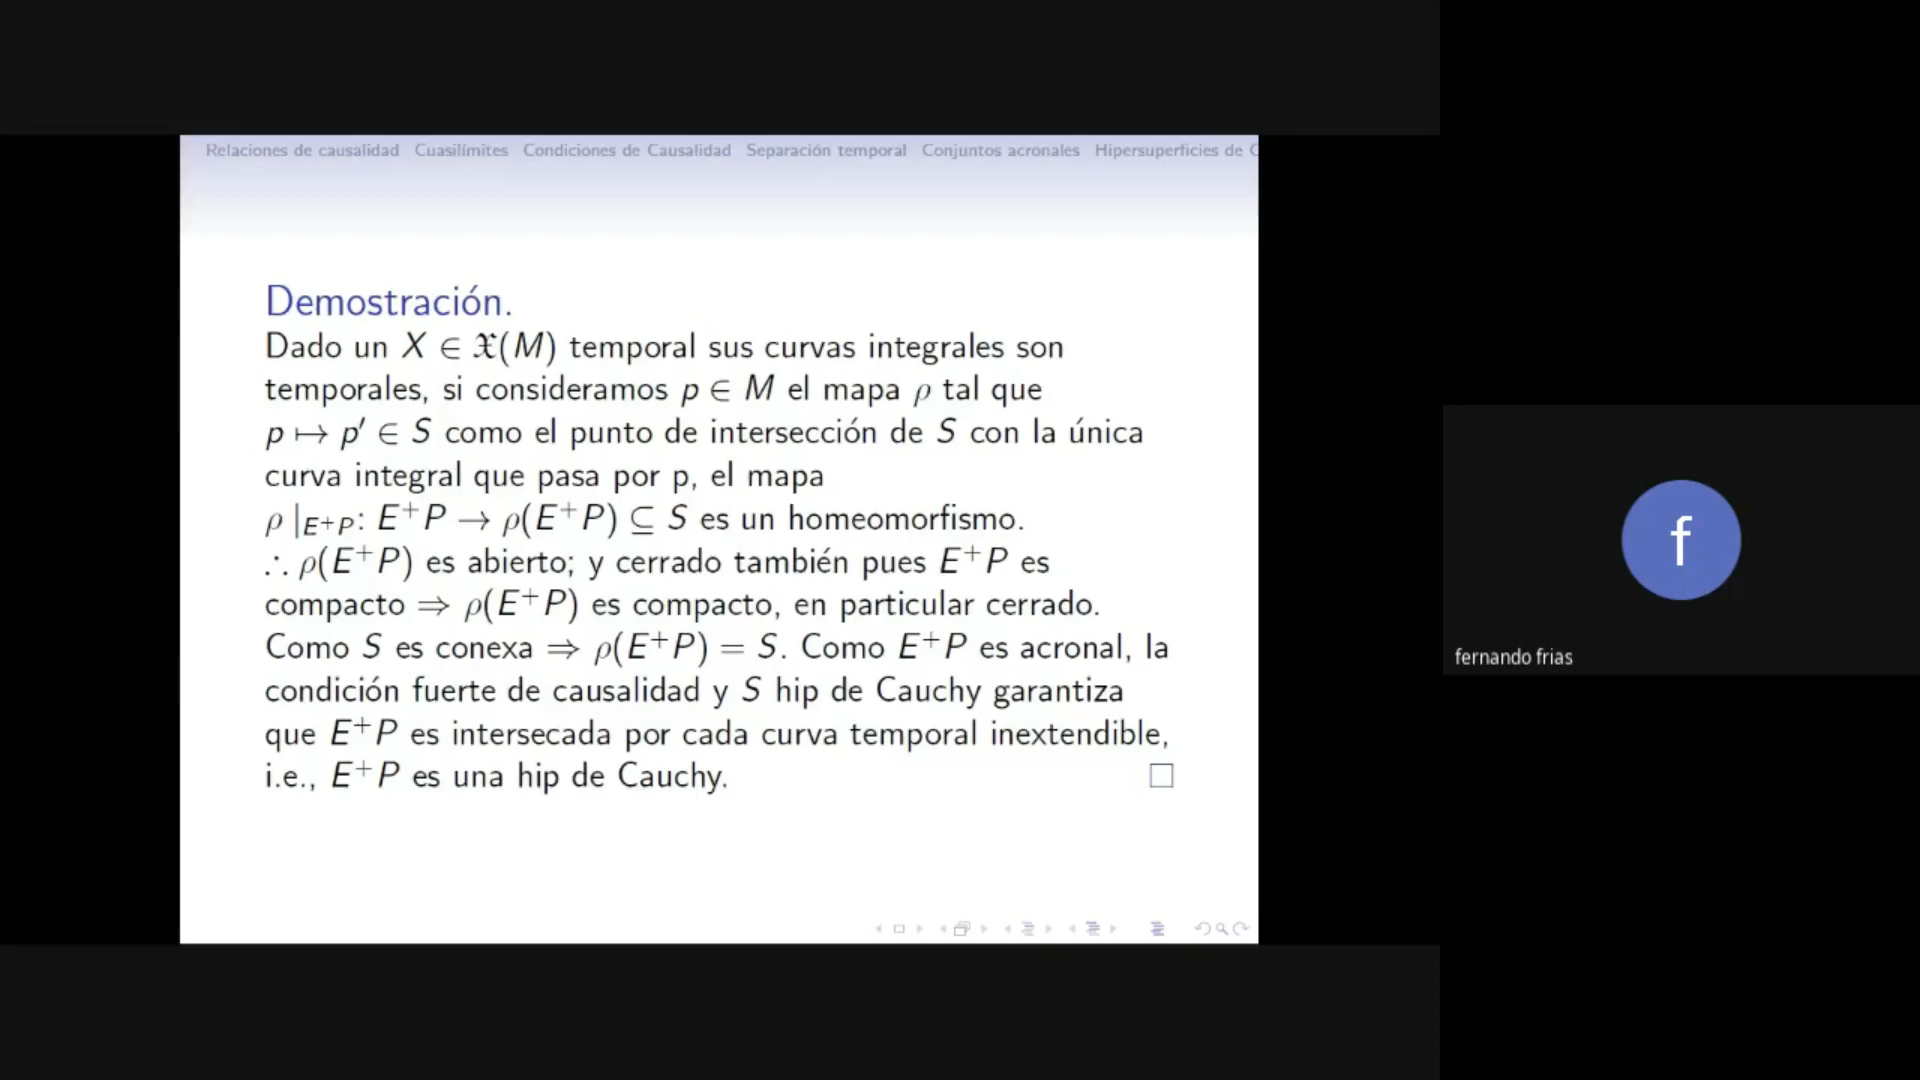 Relaciones de causalidad Cuasilímites Condiciones de Causalidad Separación temporal Conjuntos acronales Hipersuperficies de C
Demostración.
Dado un X ∈ 𝔛(M) temporal sus curvas integrales son
temporales, si consideramos p ∈ M el mapa ρ tal que
p ↦ p′ ∈ S como el punto de intersección de S con la única
curva integral que pasa por p, el mapa
ρ |_{E⁺P}: E⁺P → ρ(E⁺P) ⊆ S es un homeomorfismo.
∴ ρ(E⁺P) es abierto; y cerrado también pues E⁺P es
compacto ⇒ ρ(E⁺P) es compacto, en particular cerrado.
Como S es conexa ⇒ ρ(E⁺P) = S. Como E⁺P es acronal, la
condición fuerte de causalidad y S hip de Cauchy garantiza
que E⁺P es intersecada por cada curva temporal inextendible,
i.e., E⁺P es una hip de Cauchy. □
f
fernando frias